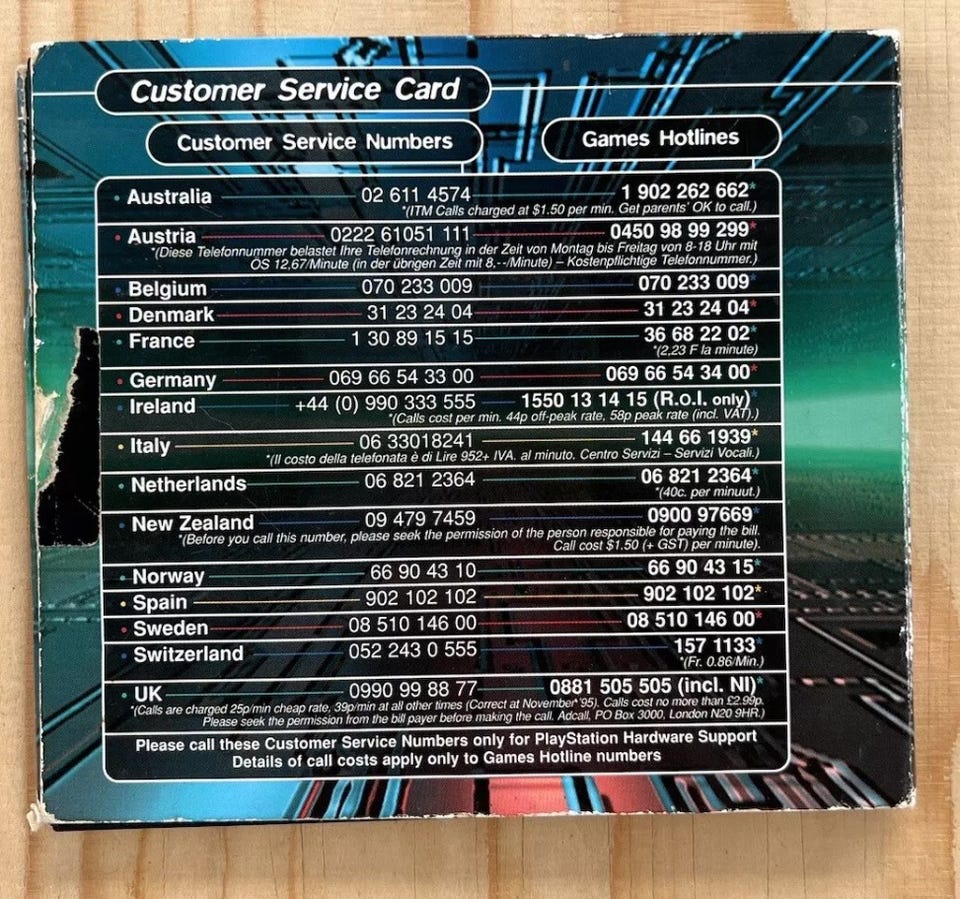 Customer Service Card
Customer Service Numbers Games Hotlines
• Australia 02 611 4574 1 902 262 662*
*(ITM Calls charged at $1.50 per min. Get parents' OK to call.)
• Austria 0222 61051 111 0450 98 99 299*
*(Diese Telefonnummer belastet Ihre Telefonrechnung in der Zeit von Montag bis Freitag von 8-18 Uhr mit
OS 12,67/Minute (in der übrigen Zeit mit 8,--/Minute) – Kostenpflichtige Telefonnummer.)
• Belgium 070 233 009 070 233 009*
• Denmark 31 23 24 04 31 23 24 04*
• France 1 30 89 15 15 36 68 22 02*
*(2,23 F la minute)
• Germany 069 66 54 33 00 069 66 54 34 00*
• Ireland +44 (0) 990 333 555 1550 13 14 15 (R.o.I. only)*
*(Calls cost per min. 44p off-peak rate, 58p peak rate (incl. VAT).)
• Italy 06 33018241 144 66 1939*
*(Il costo della telefonata è di Lire 952+ IVA. al minuto. Centro Servizi – Servizi Vocali.)
• Netherlands 06 821 2364 06 821 2364*
*(40c. per minuut.)
• New Zealand 09 479 7459 0900 97669*
*(Before you call this number, please seek the permission of the person responsible for paying the bill.
Call cost $1.50 (+ GST) per minute).
• Norway 66 90 43 10 66 90 43 15*
• Spain 902 102 102 902 102 102*
• Sweden 08 510 146 00 08 510 146 00*
• Switzerland 052 243 0 555 157 1133*
*(Fr. 0.86/Min.)
• UK 0990 99 88 77 0881 505 505 (incl. NI)*
*(Calls are charged 25p/min cheap rate, 39p/min at all other times (Correct at November '95). Calls cost no more than £2.99p.
Please seek the permission from the bill payer before making the call. Adcall, PO Box 3000, London N20 9HR.)
Please call these Customer Service Numbers only for PlayStation Hardware Support
Details of call costs apply only to Games Hotline numbers